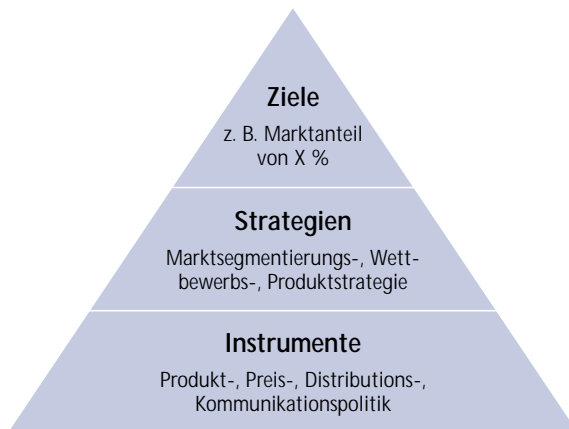 Ziele
z. B. Marktanteil
von X %
Strategien
Marktsegmentierungs-, Wett-
bewerbs-, Produktstrategie
Instrumente
Produkt-, Preis-, Distributions-,
Kommunikationspolitik